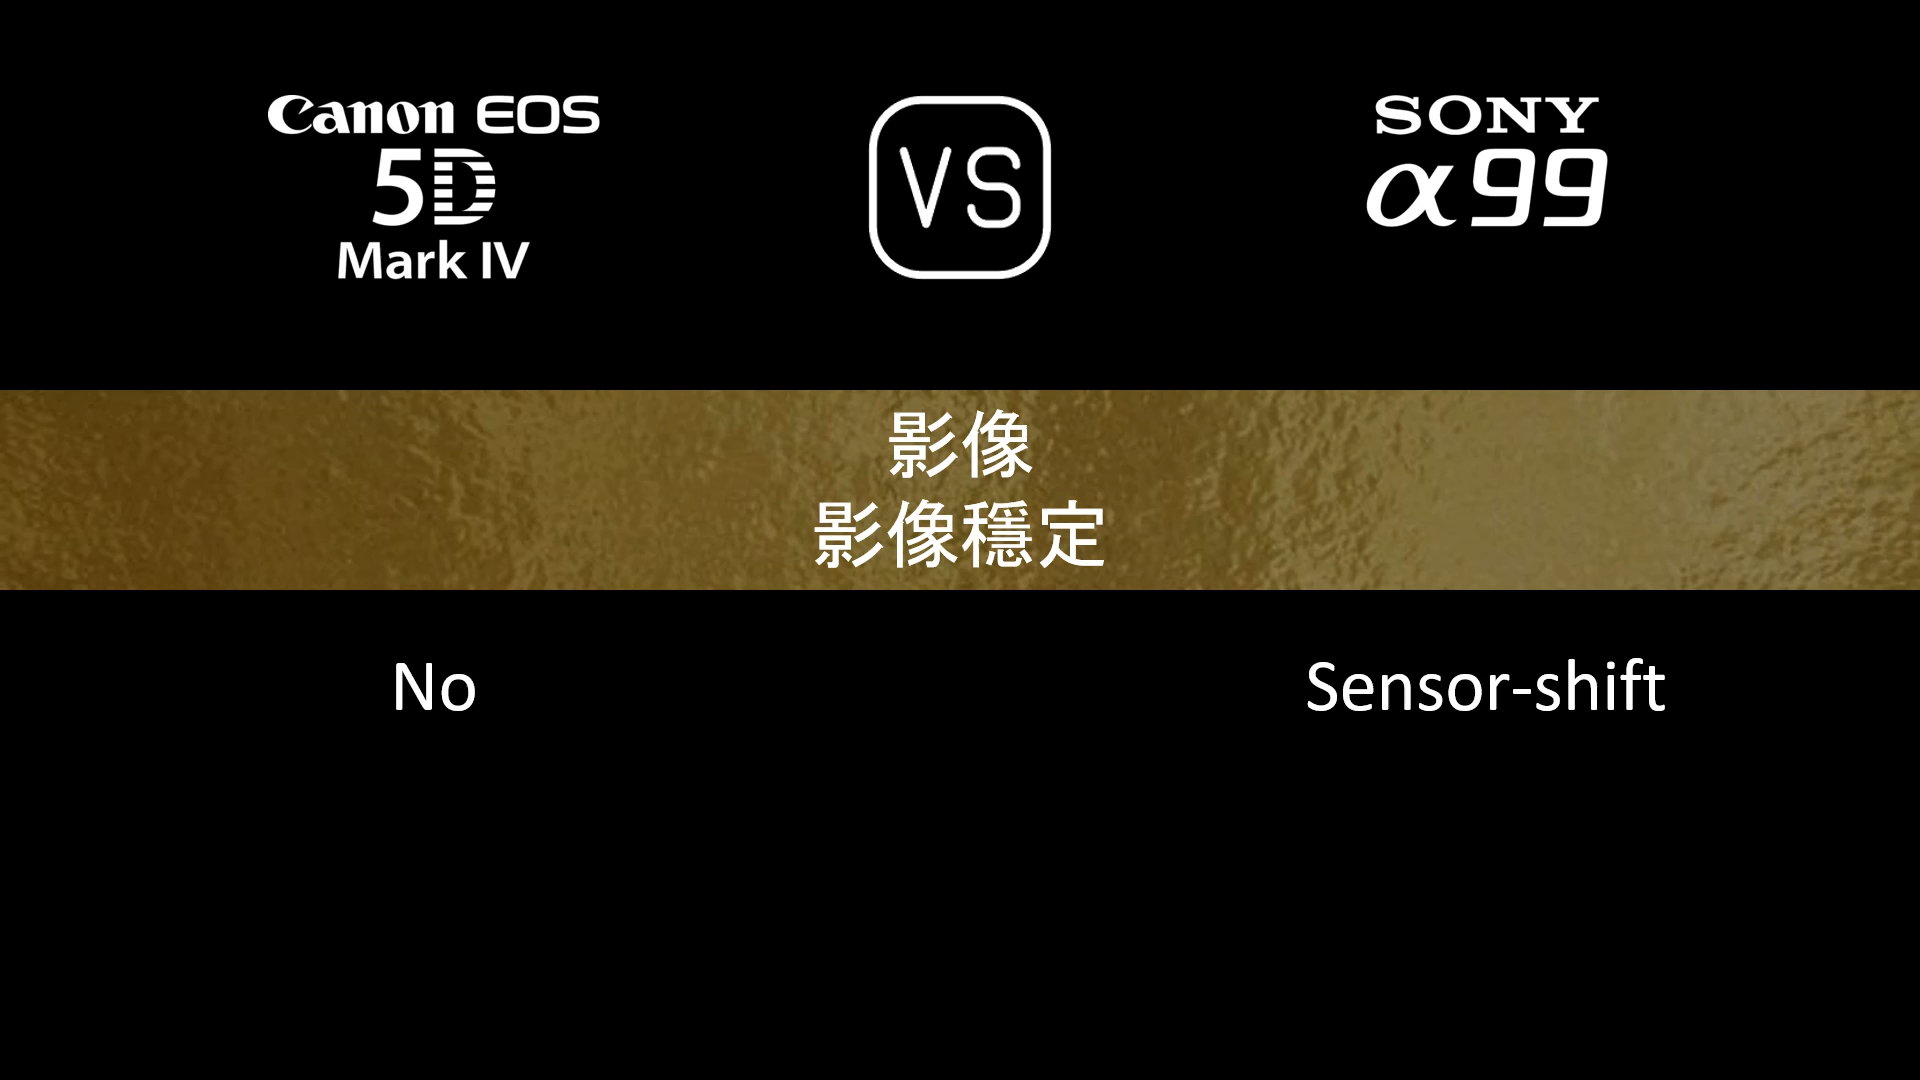 Canon EOS
5D
Mark IV
VS
SONY
α99
影像
影像穩定
No
Sensor-shift